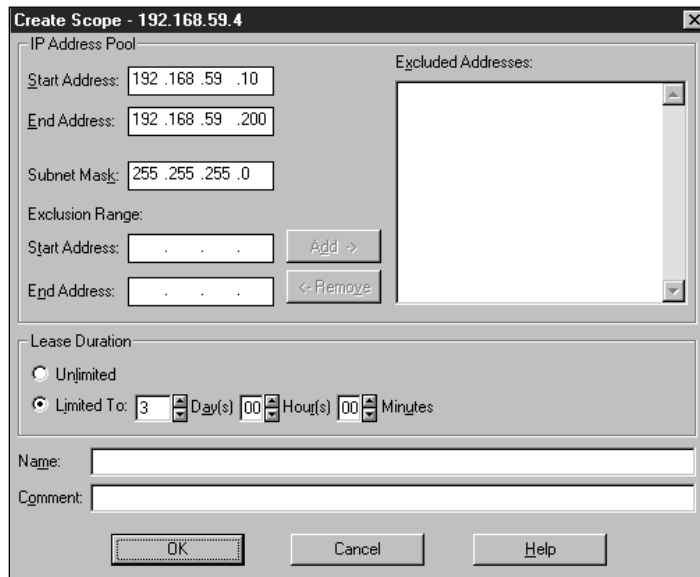 Create Scope - 192.168.59.4
IP Address Pool
Start Address: 192 .168 .59 .10
End Address: 192 .168 .59 .200
Subnet Mask: 255 .255 .255 .0
Exclusion Range:
Start Address: . . .
Add ->
End Address: . . .
<- Remove
Excluded Addresses:
Lease Duration
Unlimited
Limited To: 3 Day(s) 00 Hour(s) 00 Minutes
Name:
Comment:
OK Cancel Help